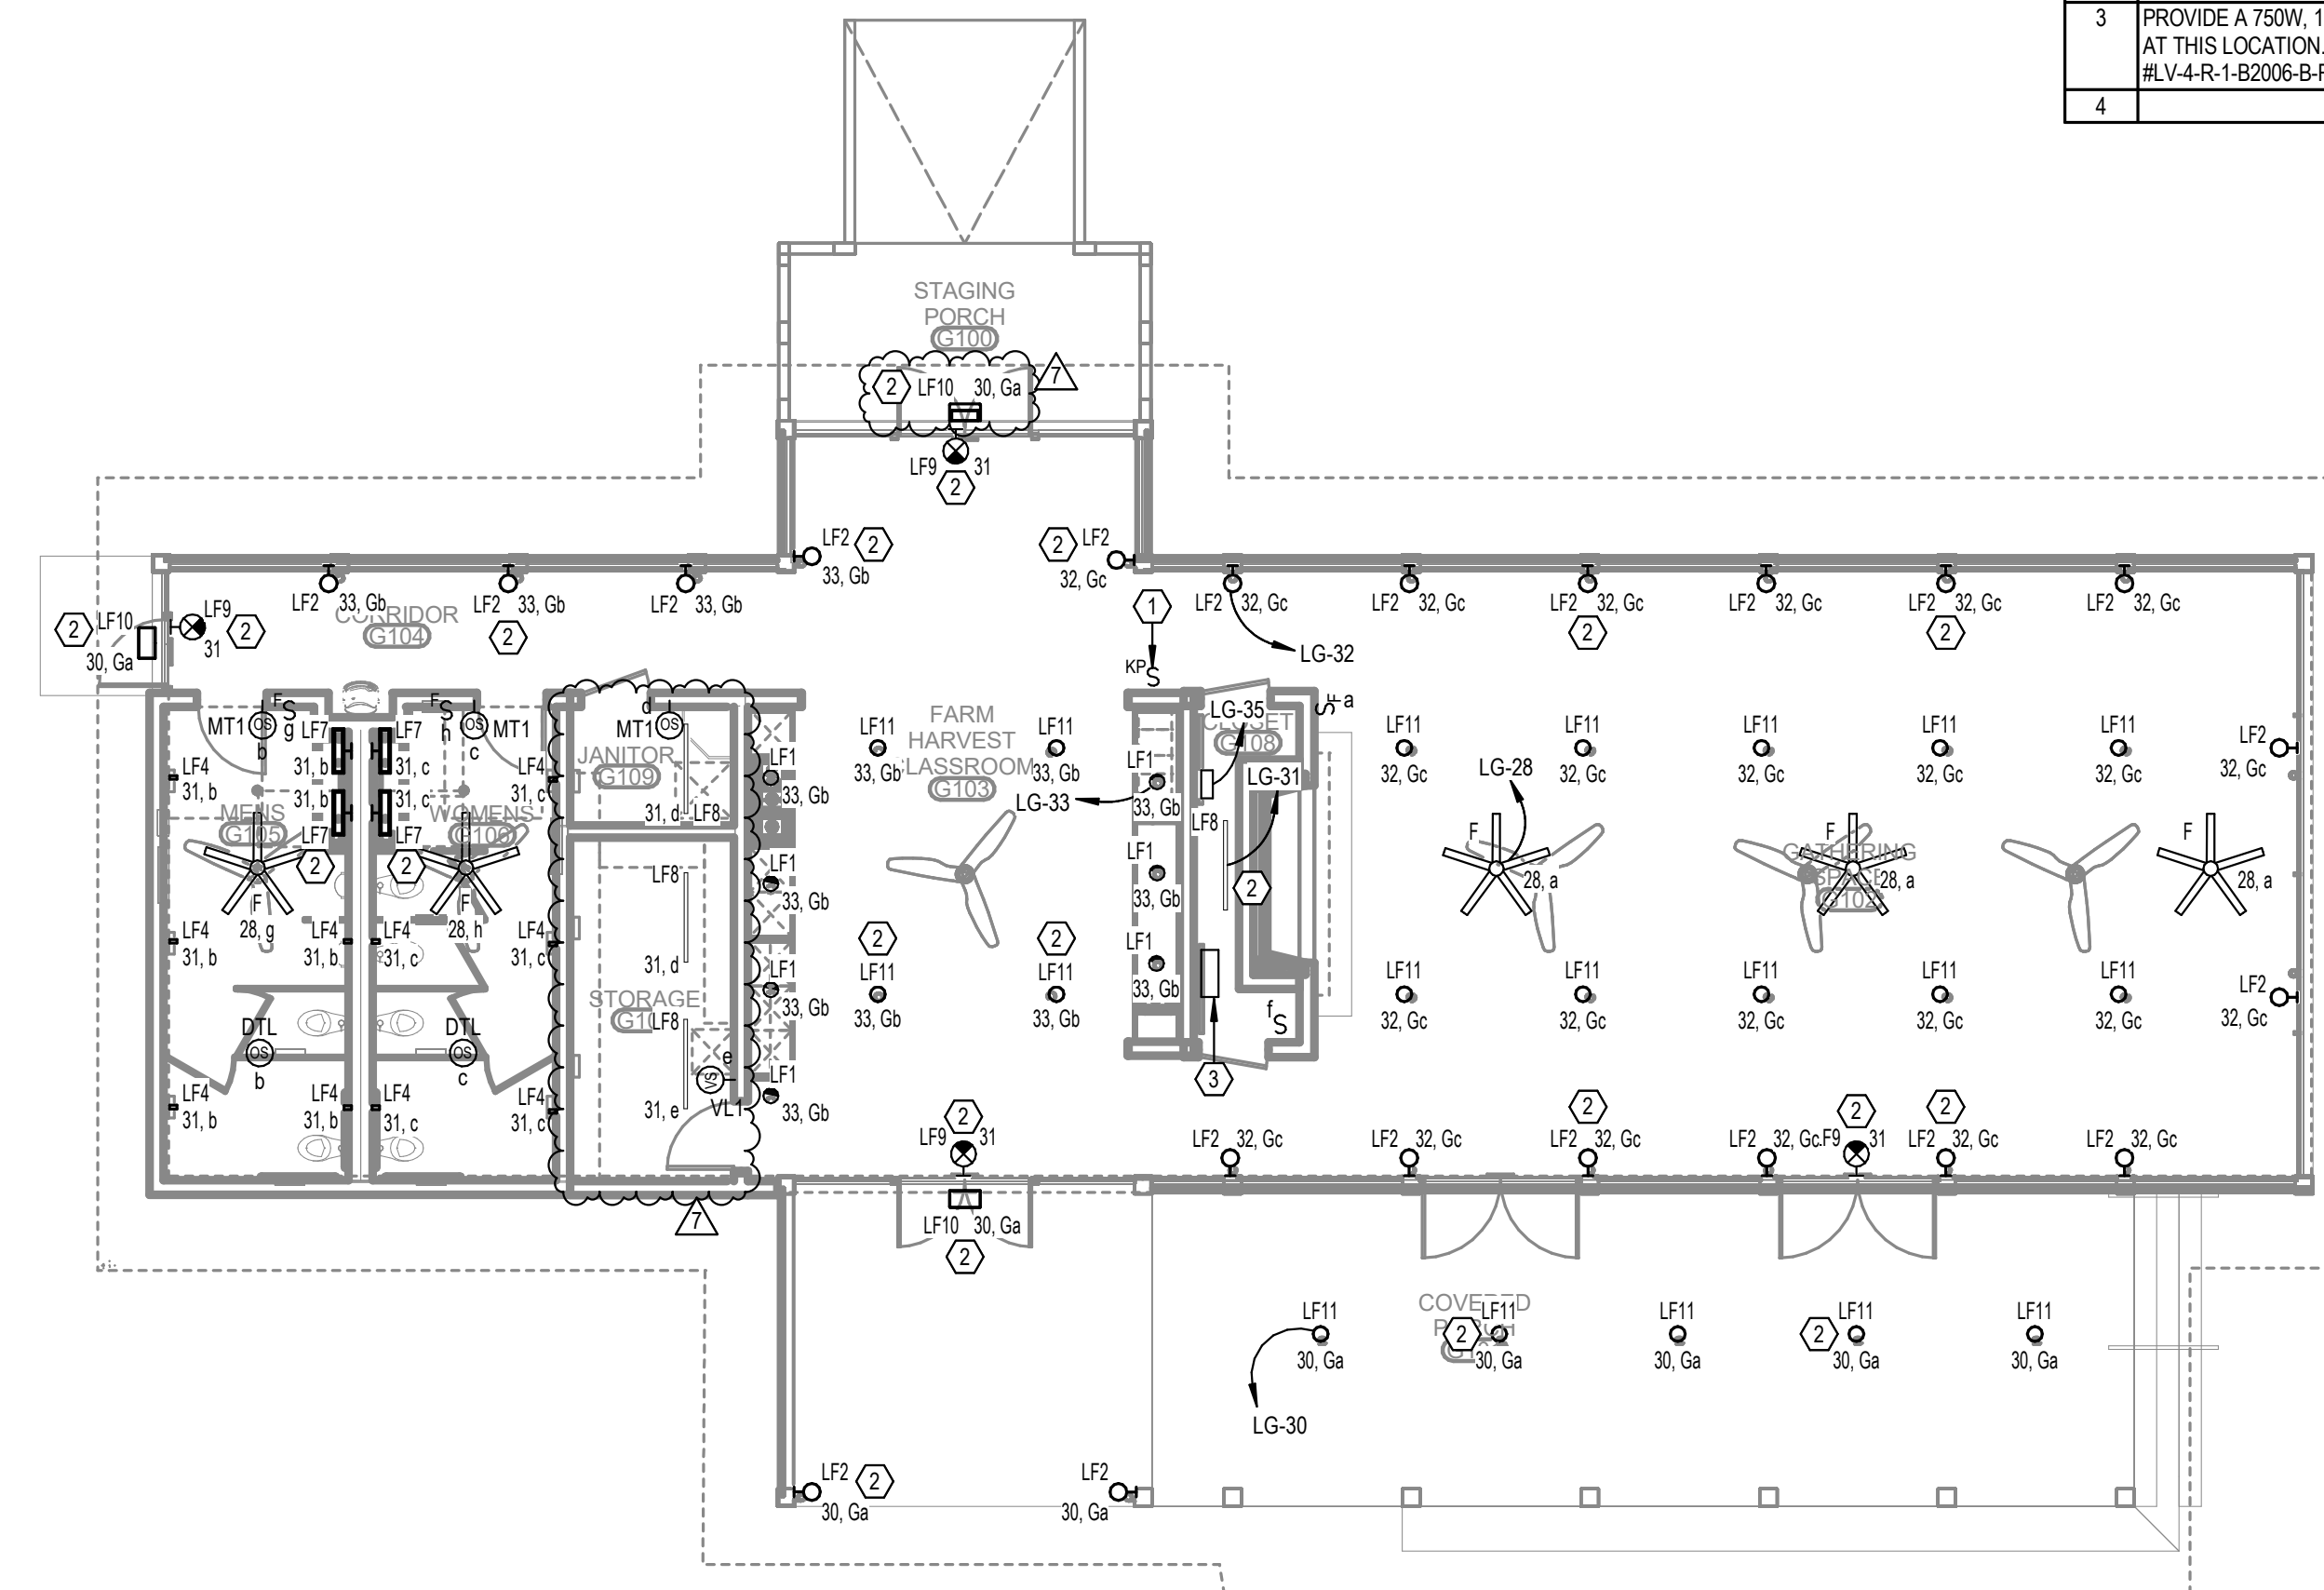 3
PROVIDE A 750W, 1
AT THIS LOCATION.
#LV-4-R-1-B2006-B-
4
STAGING
PORCH
G100
2
LF10 30, Ga
7
LF9 31
2
LF2 2
33, Gb
2 LF2
32, Gc
LF2 33, Gb
LF2 33, Gb
LF2 33, Gb
CORRIDOR
G104
2
2 LF10
30, Ga
LF9
31
2
1
KP S
LF2 32, Gc
LF2 32, Gc
LF2 32, Gc
LF2 32, Gc
LF2 32, Gc
LF2 32, Gc
2
2
LG-32
MT1 OS
b
F S
g
LF7
31, b
31, b
LF7
LF7
31, c
31, c
LF7
F S
h
OS MT1
c
LF4
31, b
LF4
31, c
MENS
G105
WOMENS
G106
2
2
F
28, g
F
28, h
LF4
31, b
LF4
31, b
LF4
31, c
LF4
31, c
DTL
OS
b
DTL
OS
c
LF4
31, b
LF4
31, b
LF4
31, c
LF4
31, c
d
MT1 OS
JANITOR
G109
31, d LF8
LF8
31, d
STORAGE
LF8
31, e
e
VS
VL1
7
LF1
33, Gb
LF1
33, Gb
LF1
33, Gb
LF1
33, Gb
FARM
HARVEST
CLASSROOM
G103
LF11
33, Gb
LF11
33, Gb
2
LF11
33, Gb
2
LF11
33, Gb
LG-33
LF1
33, Gb
LF1
33, Gb
LF1
33, Gb
LG-35
CLOSET
G108
LG-31
LF8
2
S F a
f S
3
LF11
32, Gc
LF11
32, Gc
LF11
32, Gc
LF11
32, Gc
LF11
32, Gc
LF2
32, Gc
LG-28
F
28, a
F
28, a
F
28, a
GATHERING
SPACE
G102
LF11
32, Gc
LF11
32, Gc
LF11
32, Gc
LF11
32, Gc
LF11
32, Gc
LF2
32, Gc
2
LF9 31
LF10 30, Ga
2
LF2 32, Gc
LF2 32, Gc
2
LF2 32, Gc
LF2 32, Gc
2
F9 31
2
LF2 32, Gc
LF2 32, Gc
COVERED
PORCH
LF11
30, Ga
2
LF11
30, Ga
LF11
30, Ga
2
LF11
30, Ga
LF11
30, Ga
LG-30
LF2 2
30, Ga
LF2
30, Ga